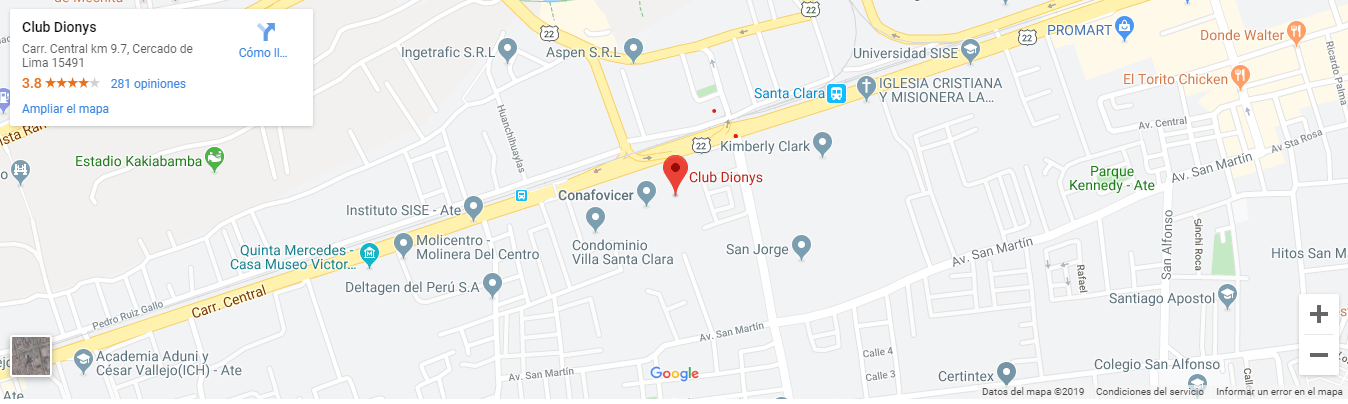 Club Dionys
Carr. Central km 9.7, Cercado de
Lima 15491
3.8
281 opiniones
Ampliar el mapa
Cómo ll…
22
Ingetrafic S.R.L
Aspen S.R.L
22
22
Universidad SISE
PROMART
Donde Walter
El Torito Chicken
Ricardo Palma
Santa Clara
IGLESIA CRISTIANA
Y MISIONERA LA…
Huanchihuaylas
Av. Central
Av Sta Rosa
Estadio Kakiabamba
22
Kimberly Clark
Av. San Martín
Parque
Kennedy - Ate
Club Dionys
Conafovicer
Instituto SISE - Ate
Condominio
Villa Santa Clara
Molicentro -
Molinera Del Centro
Quinta Mercedes -
Casa Museo Victor…
San Jorge
Av. San Martín
San Alfonso
Sinchi Roca
Hitos San M
Rafael
Deltagen del Perú S.A
Carr. Central
Pedro Ruiz Gallo
Santiago Apostol
Av. San Martín
Academia Aduni y
César Vallejo(ICH) - Ate
Av. San Martín
Google
Calle 4
Calle 3
Certintex
Colegio San Alfonso
Datos del mapa ©2019
Condiciones del servicio
Informar un error en el mapa